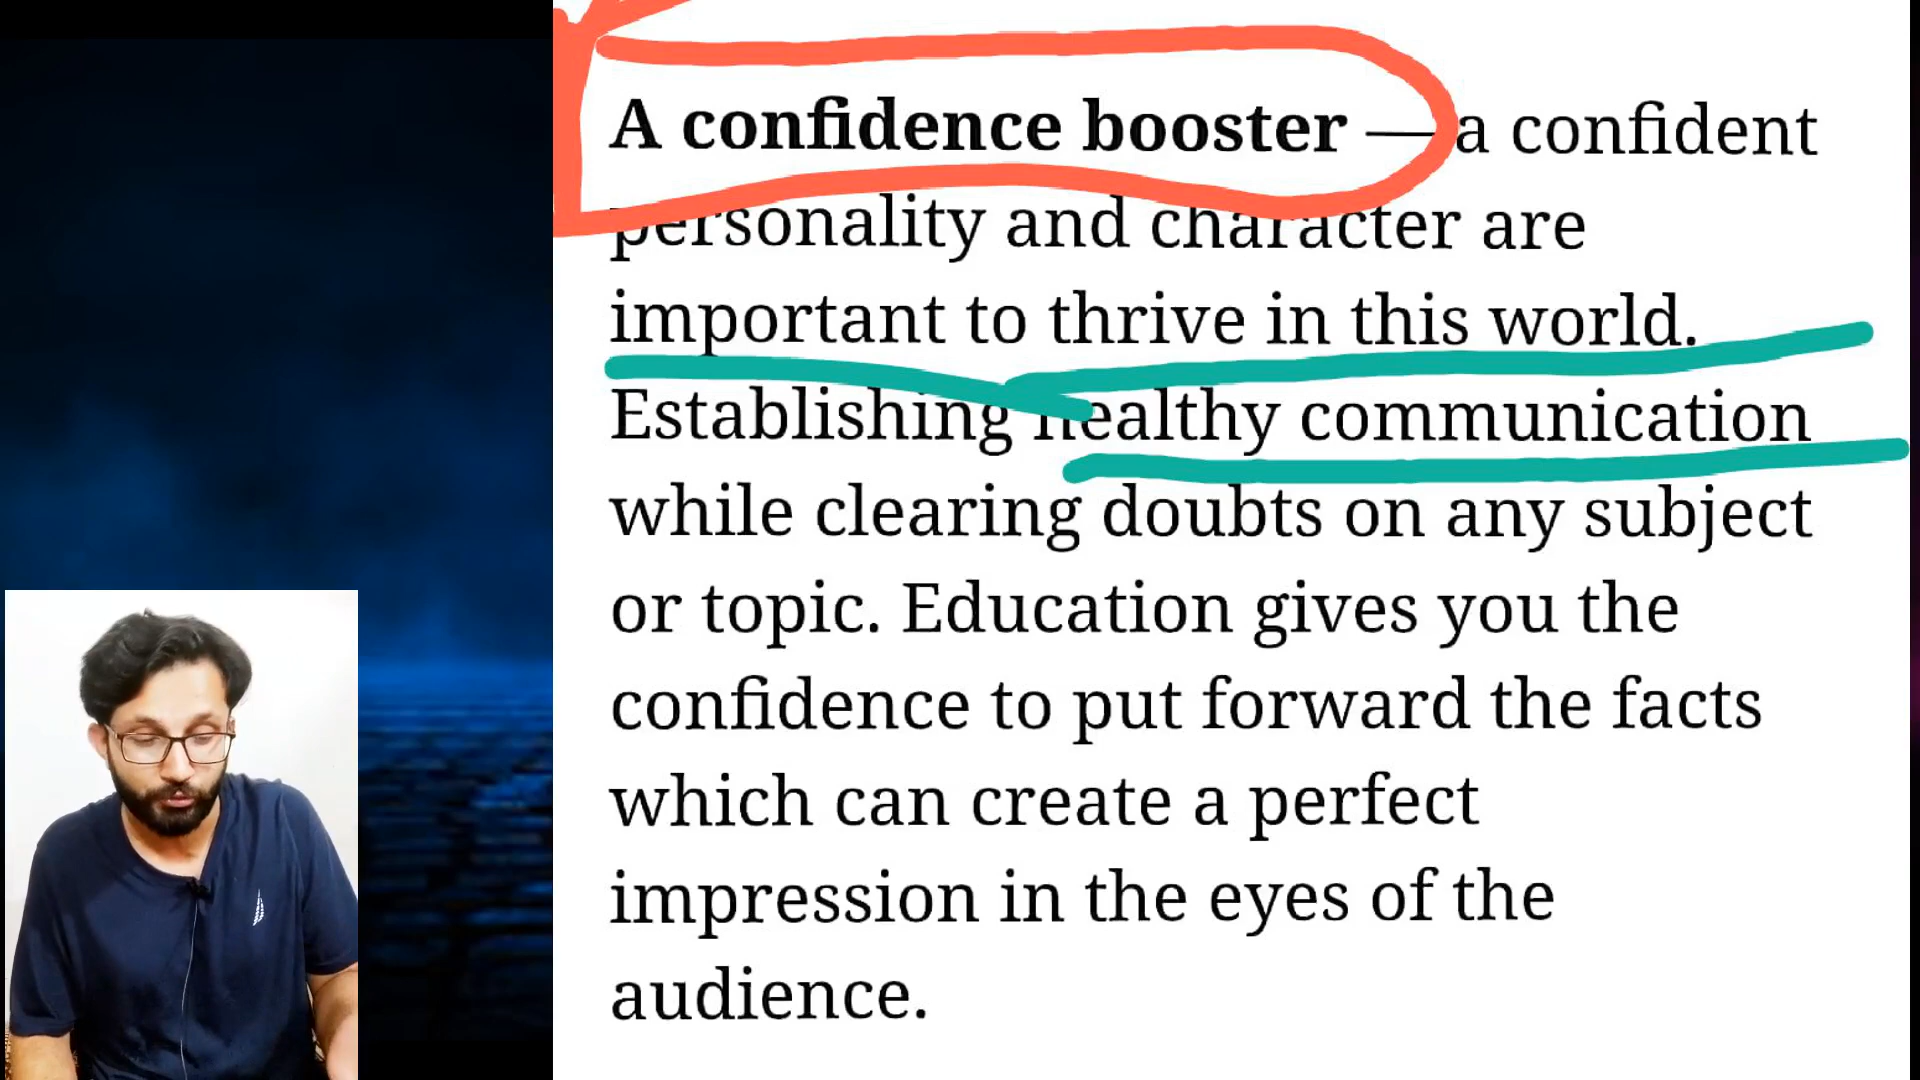 A confidence booster — a confident
personality and character are
important to thrive in this world.
Establishing healthy communication
while clearing doubts on any subject
or topic. Education gives you the
confidence to put forward the facts
which can create a perfect
impression in the eyes of the
audience.